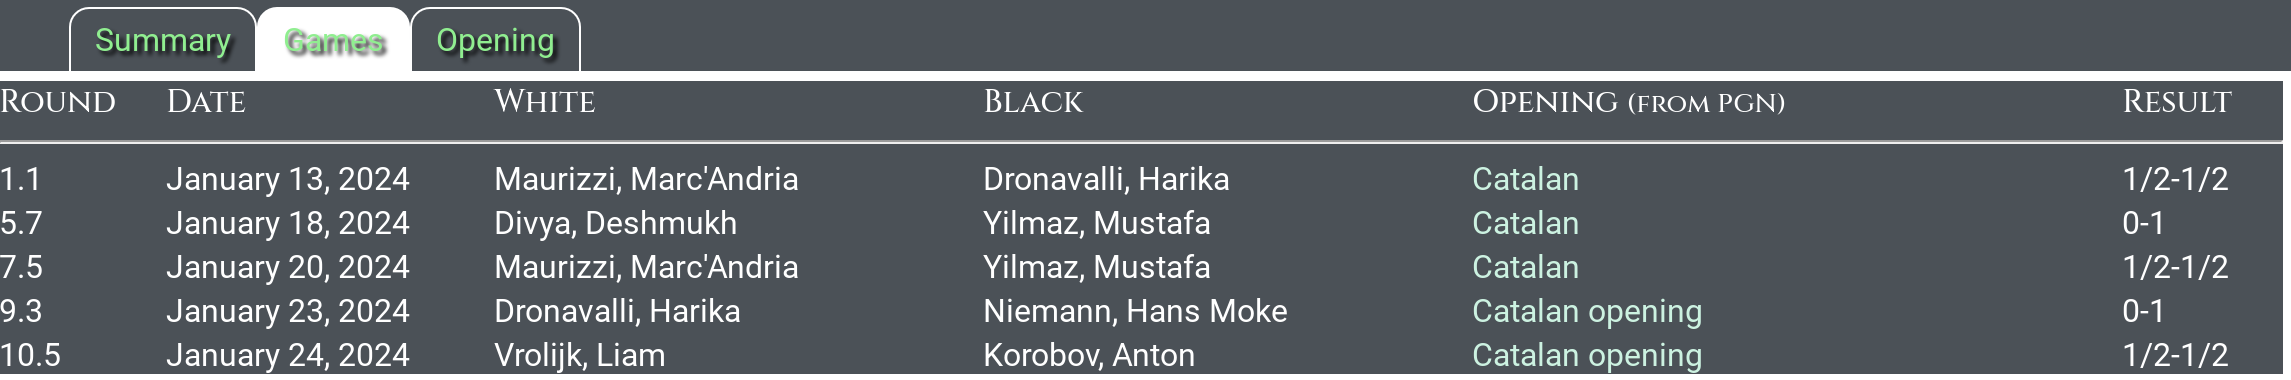 Summary Games Opening
Round Date White Black Opening (from PGN) Result
1.1 January 13, 2024 Maurizzi, Marc'Andria Dronavalli, Harika Catalan 1/2-1/2
5.7 January 18, 2024 Divya, Deshmukh Yilmaz, Mustafa Catalan 0-1
7.5 January 20, 2024 Maurizzi, Marc'Andria Yilmaz, Mustafa Catalan 1/2-1/2
9.3 January 23, 2024 Dronavalli, Harika Niemann, Hans Moke Catalan opening 0-1
10.5 January 24, 2024 Vrolijk, Liam Korobov, Anton Catalan opening 1/2-1/2